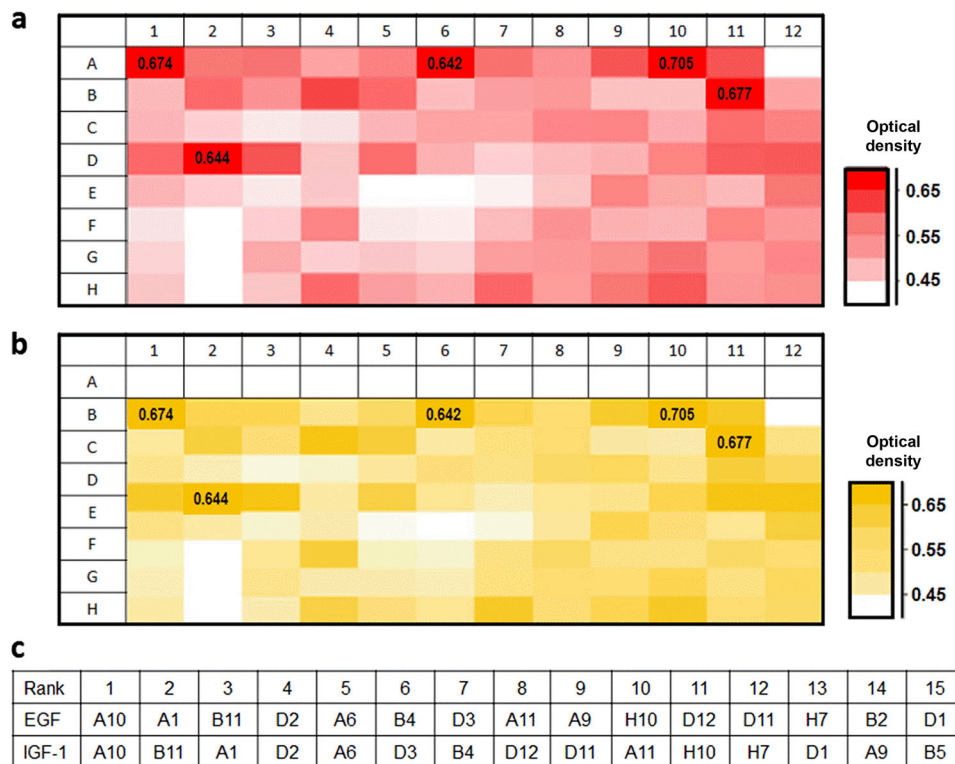 a
1 2 3 4 5 6 7 8 9 10 11 12
A 0.674 0.642 0.705
B 0.677
C
D 0.644
E
F
G
H
Optical
density
0.65
0.55
0.45
b
1 2 3 4 5 6 7 8 9 10 11 12
A
B 0.674 0.642 0.705
C 0.677
D
0.644
E
F
G
H
Optical
density
0.65
0.55
0.45
c
Rank 1 2 3 4 5 6 7 8 9 10 11 12 13 14 15
EGF A10 A1 B11 D2 A6 B4 D3 A11 A9 H10 D12 D11 H7 B2 D1
IGF-1 A10 B11 A1 D2 A6 D3 B4 D12 D11 A11 H10 H7 D1 A9 B5